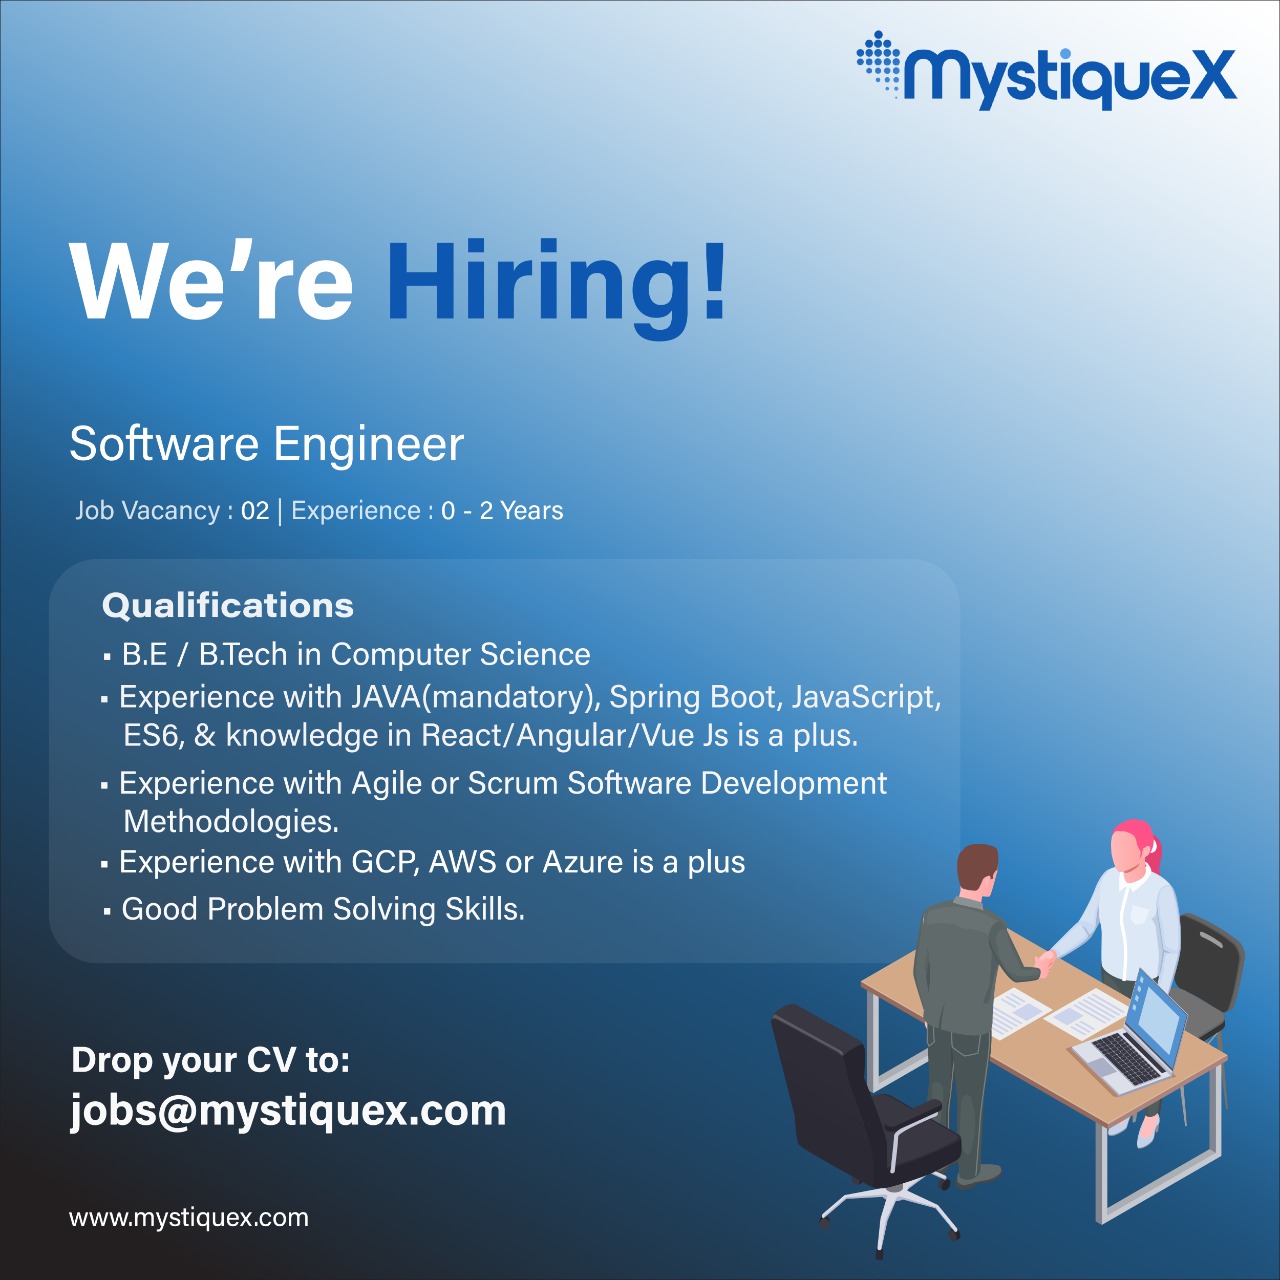 mystiqueX
We’re Hiring!
Software Engineer
Job Vacancy : 02 | Experience : 0 - 2 Years
Qualifications
▪ B.E / B.Tech in Computer Science
▪ Experience with JAVA(mandatory), Spring Boot, JavaScript,
ES6, & knowledge in React/Angular/Vue Js is a plus.
▪ Experience with Agile or Scrum Software Development
Methodologies.
▪ Experience with GCP, AWS or Azure is a plus
▪ Good Problem Solving Skills.
Drop your CV to:
jobs@mystiquex.com
www.mystiquex.com